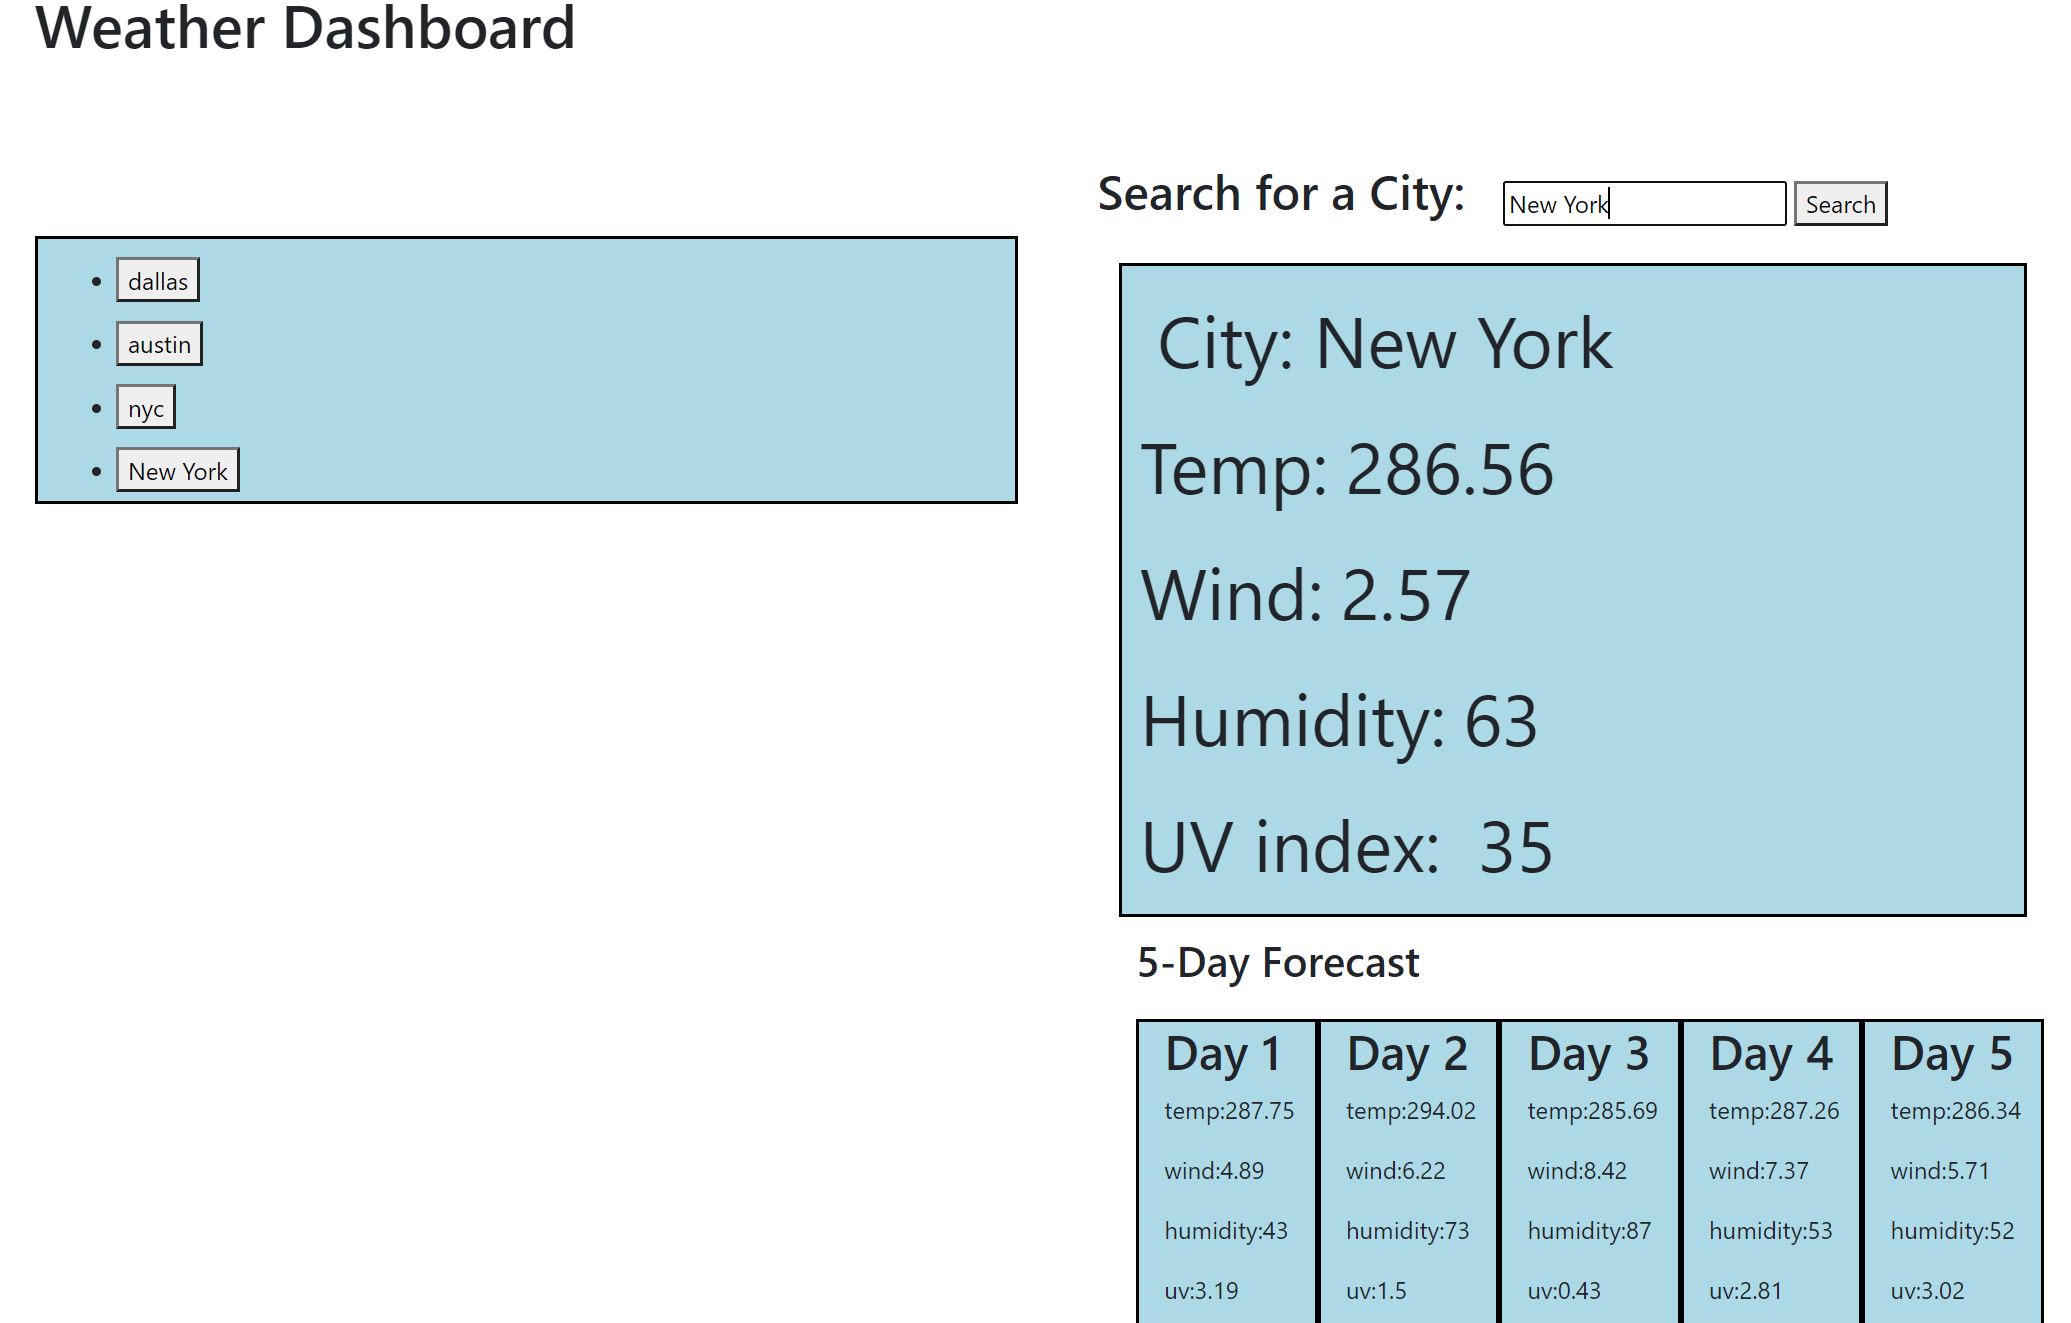 Weather Dashboard
Search for a City: New York Search
dallas
austin
nyc
New York
City: New York
Temp: 286.56
Wind: 2.57
Humidity: 63
UV index: 35
5-Day Forecast
Day 1 Day 2 Day 3 Day 4 Day 5
temp:287.75 temp:294.02 temp:285.69 temp:287.26 temp:286.34
wind:4.89 wind:6.22 wind:8.42 wind:7.37 wind:5.71
humidity:43 humidity:73 humidity:87 humidity:53 humidity:52
uv:3.19 uv:1.5 uv:0.43 uv:2.81 uv:3.02